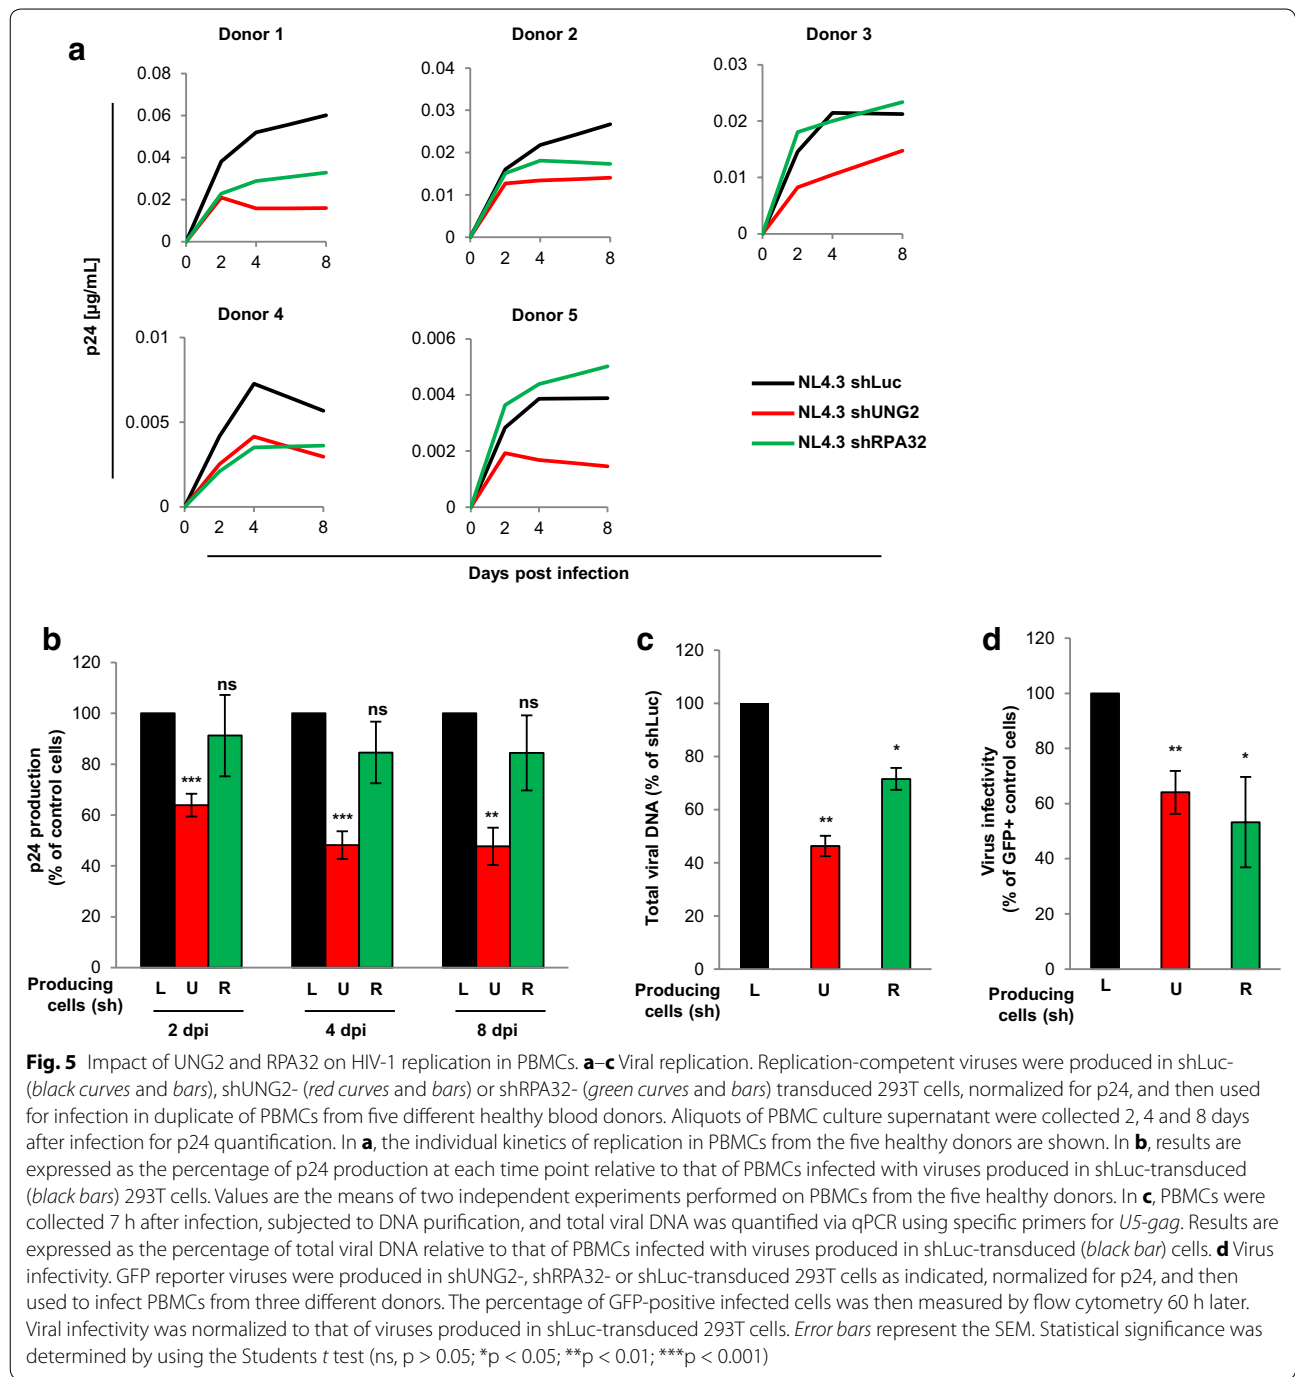 a
Donor 1
Donor 2
Donor 3
0.08
0.06
0.04
0.02
0
0 2 4 8
0.04
0.03
0.02
0.01
0
0 2 4 8
0.03
0.02
0.01
0
0 2 4 8
p24 [µg/mL]
Donor 4
Donor 5
0.01
0.005
0
0 2 4 8
0.006
0.004
0.002
0
0 2 4 8
NL4.3 shLuc
NL4.3 shUNG2
NL4.3 shRPA32
Days post infection
b
p24 production
(% of control cells)
120
100
80
60
40
20
0
*** ns
*** ns
** ns
Producing
cells (sh)
L U R L U R L U R
2 dpi 4 dpi 8 dpi
c
Total viral DNA (% of shLuc)
120
100
80
60
40
20
0
** *
Producing
cells (sh)
L U R
d
Virus infectivity
(% of GFP+ control cells)
120
100
80
60
40
20
0
** *
Producing
cells (sh)
L U R
Fig. 5 Impact of UNG2 and RPA32 on HIV-1 replication in PBMCs. a–c Viral replication. Replication-competent viruses were produced in shLuc-
(black curves and bars), shUNG2- (red curves and bars) or shRPA32- (green curves and bars) transduced 293T cells, normalized for p24, and then used
for infection in duplicate of PBMCs from five different healthy blood donors. Aliquots of PBMC culture supernatant were collected 2, 4 and 8 days
after infection for p24 quantification. In a, the individual kinetics of replication in PBMCs from the five healthy donors are shown. In b, results are
expressed as the percentage of p24 production at each time point relative to that of PBMCs infected with viruses produced in shLuc-transduced
(black bars) 293T cells. Values are the means of two independent experiments performed on PBMCs from the five healthy donors. In c, PBMCs were
collected 7 h after infection, subjected to DNA purification, and total viral DNA was quantified via qPCR using specific primers for U5-gag. Results are
expressed as the percentage of total viral DNA relative to that of PBMCs infected with viruses produced in shLuc-transduced (black bar) cells. d Virus
infectivity. GFP reporter viruses were produced in shUNG2-, shRPA32- or shLuc-transduced 293T cells as indicated, normalized for p24, and then
used to infect PBMCs from three different donors. The percentage of GFP-positive infected cells was then measured by flow cytometry 60 h later.
Viral infectivity was normalized to that of viruses produced in shLuc-transduced 293T cells. Error bars represent the SEM. Statistical significance was
determined by using the Students t test (ns, p > 0.05; *p < 0.05; **p < 0.01; ***p < 0.001)